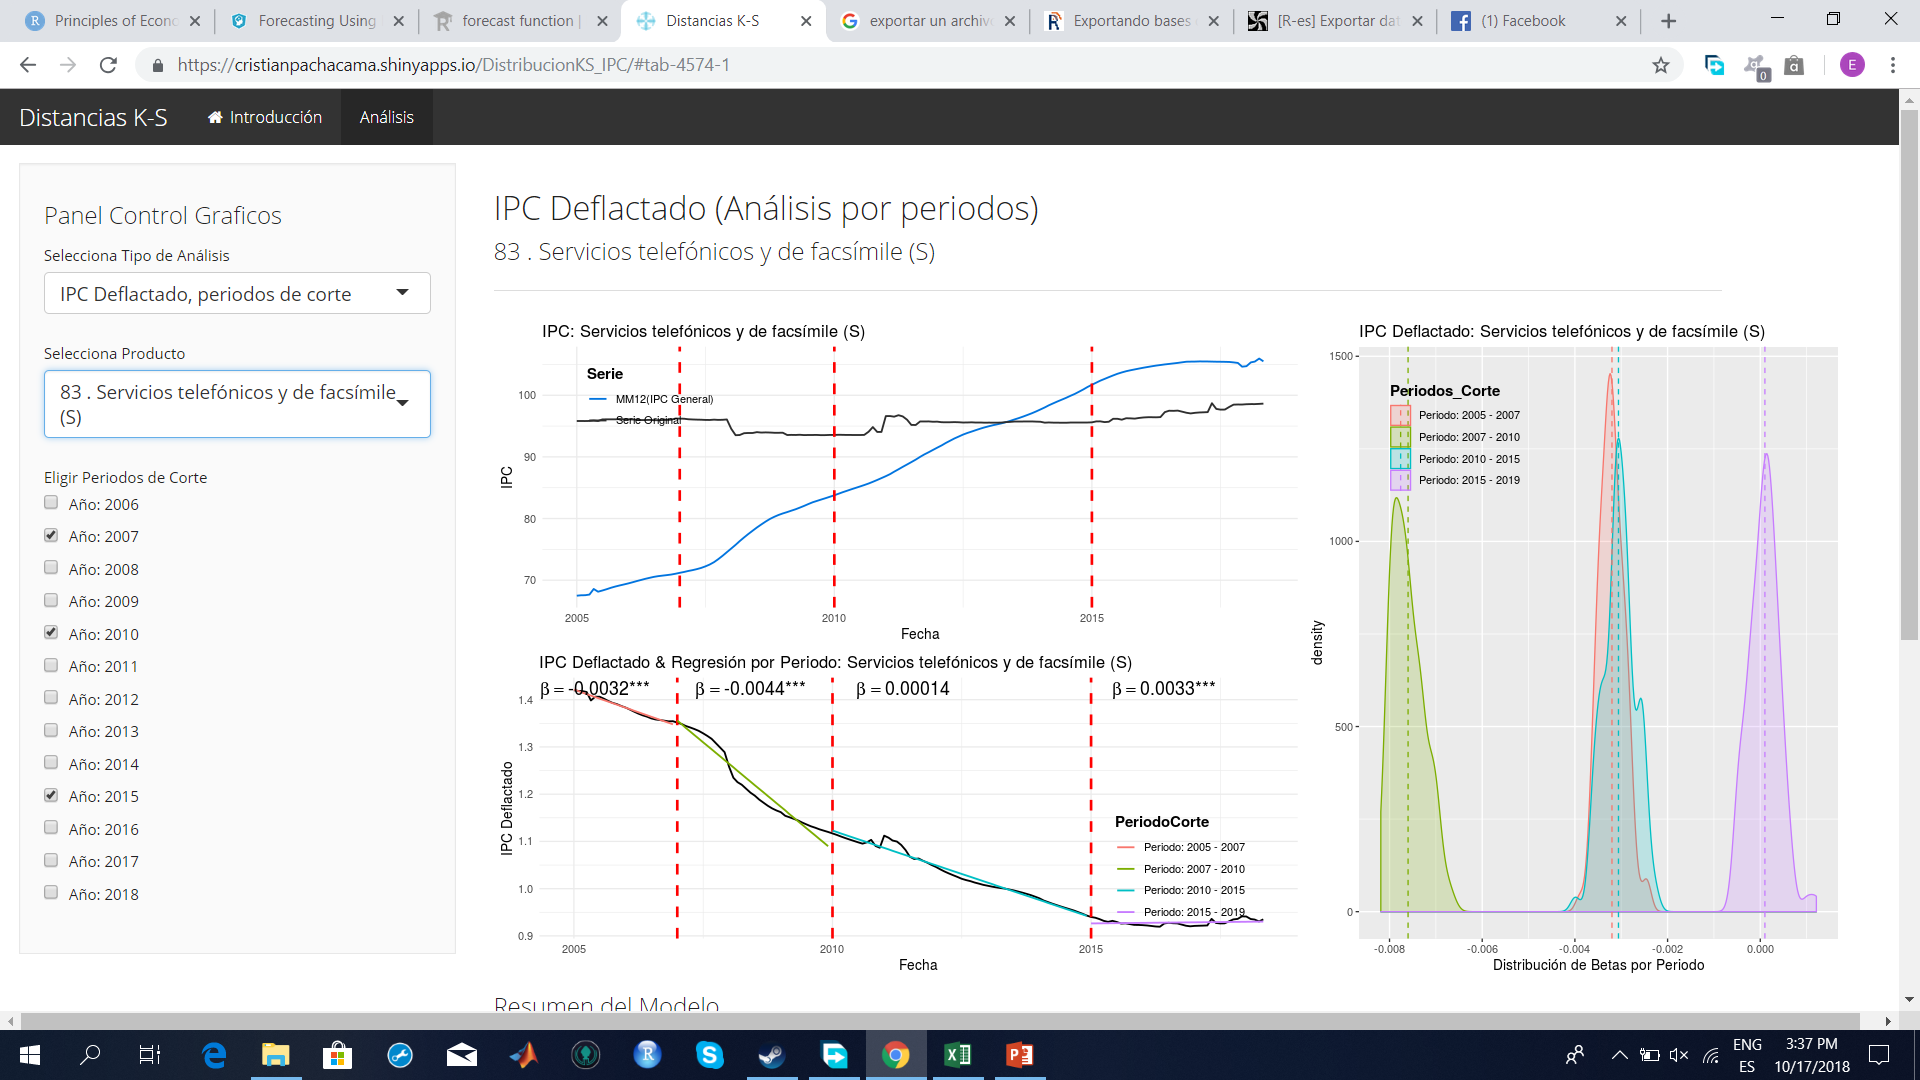 Principles of Econo
Forecasting Using
forecast function |
Distancias K-S
exportar un archiv
Exportando bases
[R-es] Exportar dat
(1) Facebook
https://cristianpachacama.shinyapps.io/DistribucionKS_IPC/#tab-4574-1
0
E
Distancias K-S
Introducción
Análisis
Panel Control Graficos
Selecciona Tipo de Análisis
IPC Deflactado, periodos de corte
Selecciona Producto
83 . Servicios telefónicos y de facsímile
(S)
Eligir Periodos de Corte
Año: 2006
Año: 2007
Año: 2008
Año: 2009
Año: 2010
Año: 2011
Año: 2012
Año: 2013
Año: 2014
Año: 2015
Año: 2016
Año: 2017
Año: 2018
IPC Deflactado (Análisis por periodos)
83 . Servicios telefónicos y de facsímile (S)
IPC: Servicios telefónicos y de facsímile (S)
Serie
MM12(IPC General)
Serie Original
IPC
100
90
80
70
2005
2010
2015
Fecha
IPC Deflactado & Regresión por Periodo: Servicios telefónicos y de facsímile (S)
β = -0.0032***
β = -0.0044***
β = 0.00014
β = 0.0033***
IPC Deflactado
1.4
1.3
1.2
1.1
1.0
0.9
PeriodoCorte
Periodo: 2005 - 2007
Periodo: 2007 - 2010
Periodo: 2010 - 2015
Periodo: 2015 - 2019
2005
2010
2015
Fecha
IPC Deflactado: Servicios telefónicos y de facsímile (S)
Periodos_Corte
Periodo: 2005 - 2007
Periodo: 2007 - 2010
Periodo: 2010 - 2015
Periodo: 2015 - 2019
density
1500
1000
500
0
-0.008
-0.006
-0.004
-0.002
0.000
Distribución de Betas por Periodo
Resumen del Modelo
ENG
ES
3:37 PM
10/17/2018